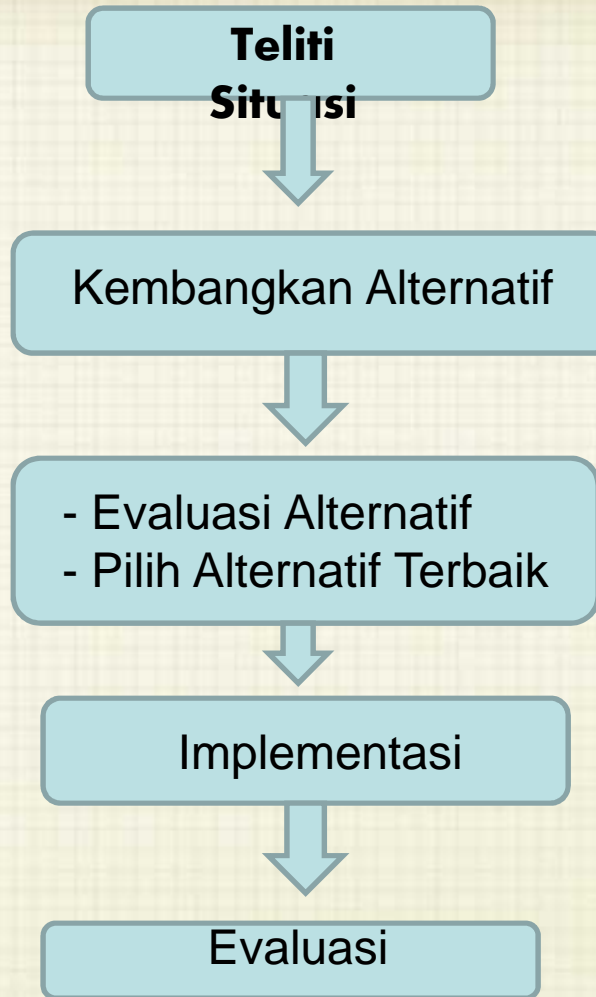 Teliti
Situasi
Kembangkan Alternatif
- Evaluasi Alternatif
- Pilih Alternatif Terbaik
Implementasi
Evaluasi